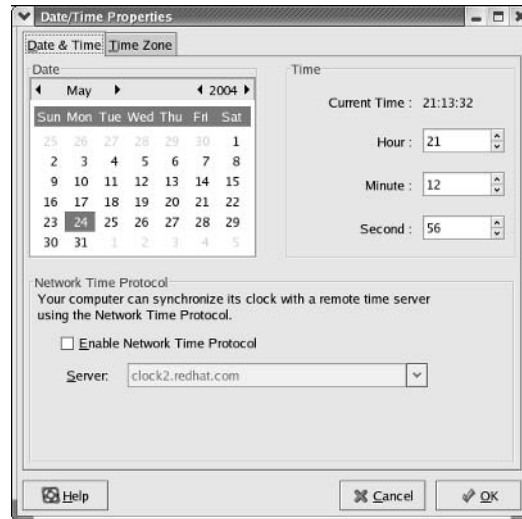 Date/Time Properties
Date & Time Time Zone
Date
May 2004
Sun Mon Tue Wed Thu Fri Sat
25 26 27 28 29 30 1
2 3 4 5 6 7 8
9 10 11 12 13 14 15
16 17 18 19 20 21 22
23 24 25 26 27 28 29
30 31 1 2 3 4 5
Time
Current Time : 21:13:32
Hour : 21
Minute : 12
Second : 56
Network Time Protocol
Your computer can synchronize its clock with a remote time server
using the Network Time Protocol.
Enable Network Time Protocol
Server: clock2.redhat.com
Help Cancel OK